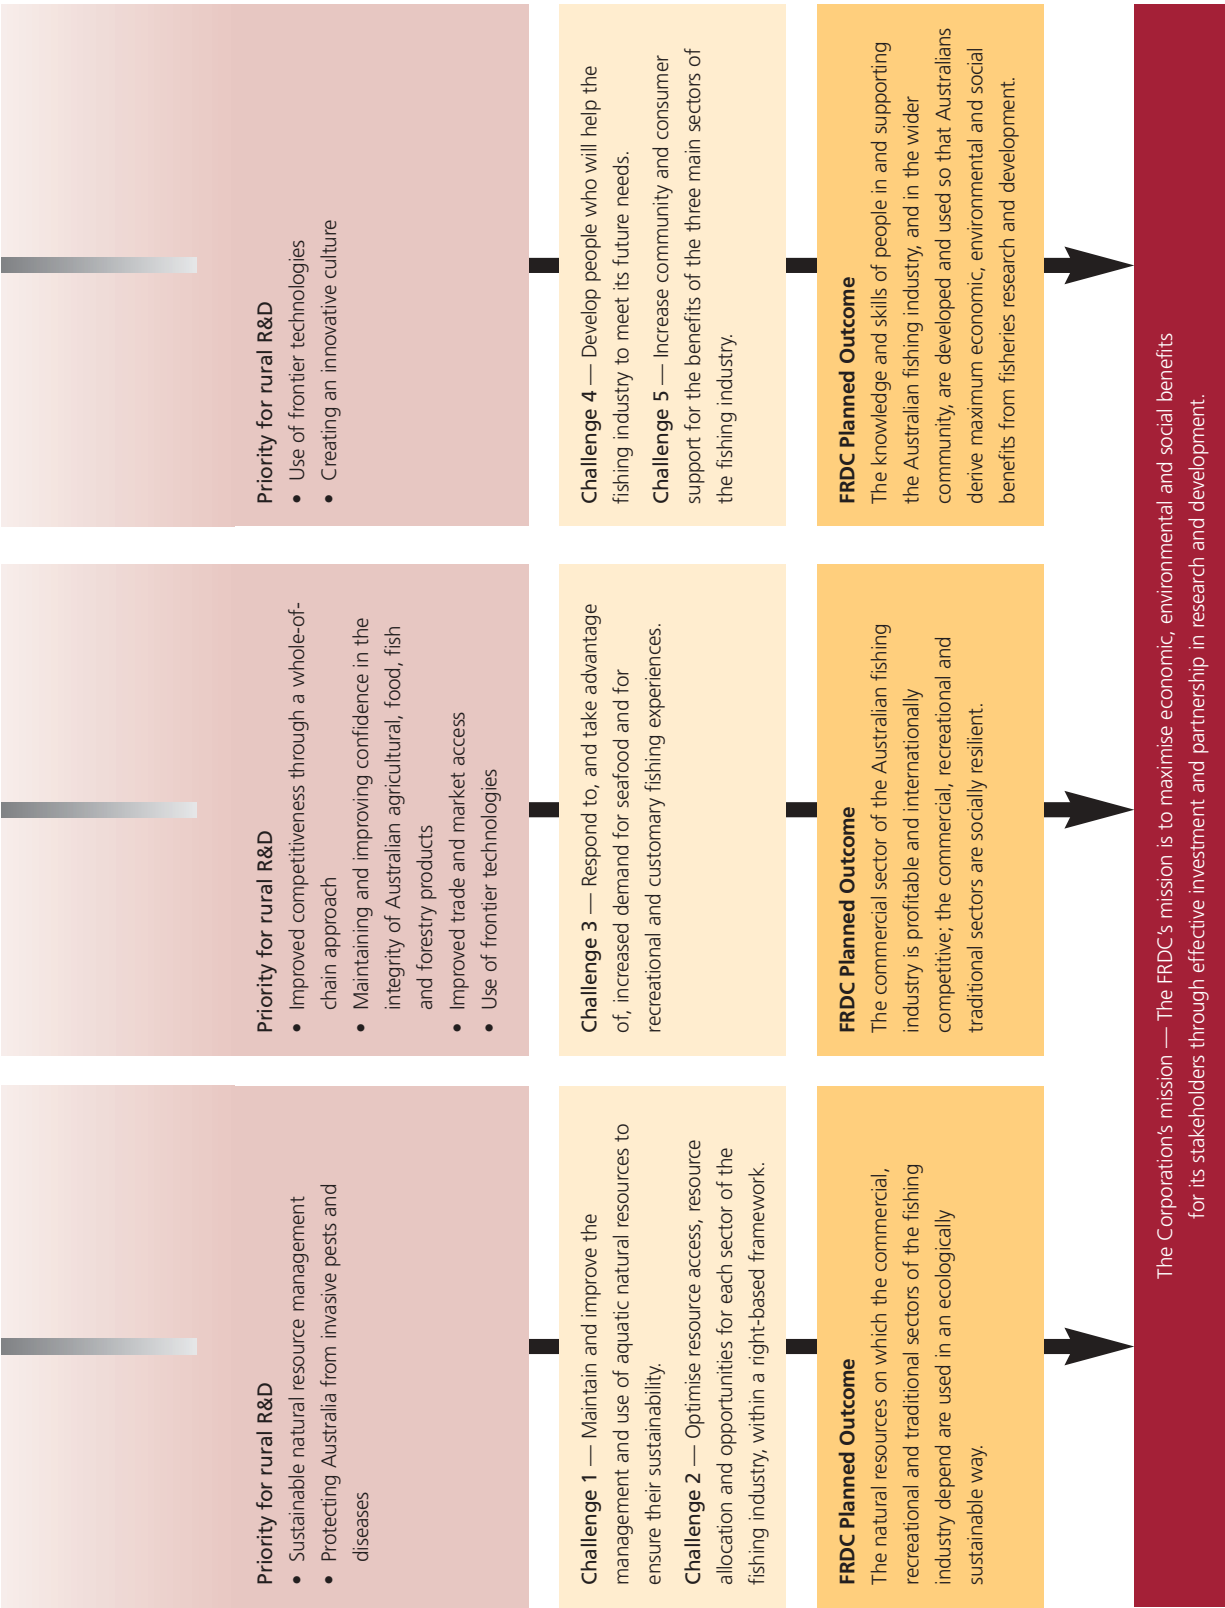 Priority for rural R&D
• Sustainable natural resource management
• Protecting Australia from invasive pests and
diseases
Challenge 1 — Maintain and improve the
management and use of aquatic natural resources to
ensure their sustainability.
Challenge 2 — Optimise resource access, resource
allocation and opportunities for each sector of the
fishing industry, within a right-based framework.
FRDC Planned Outcome
The natural resources on which the commercial,
recreational and traditional sectors of the fishing
industry depend are used in an ecologically
sustainable way.
Priority for rural R&D
• Improved competitiveness through a whole-of-
chain approach
• Maintaining and improving confidence in the
integrity of Australian agricultural, food, fish
and forestry products
• Improved trade and market access
• Use of frontier technologies
Challenge 3 — Respond to, and take advantage
of, increased demand for seafood and for
recreational and customary fishing experiences.
FRDC Planned Outcome
The commercial sector of the Australian fishing
industry is profitable and internationally
competitive; the commercial, recreational and
traditional sectors are socially resilient.
Priority for rural R&D
• Use of frontier technologies
• Creating an innovative culture
Challenge 4 — Develop people who will help the
fishing industry to meet its future needs.
Challenge 5 — Increase community and consumer
support for the benefits of the three main sectors of
the fishing industry.
FRDC Planned Outcome
The knowledge and skills of people in and supporting
the Australian fishing industry, and in the wider
community, are developed and used so that Australians
derive maximum economic, environmental and social
benefits from fisheries research and development.
The Corporation's mission — The FRDC's mission is to maximise economic, environmental and social benefits
for its stakeholders through effective investment and partnership in research and development.